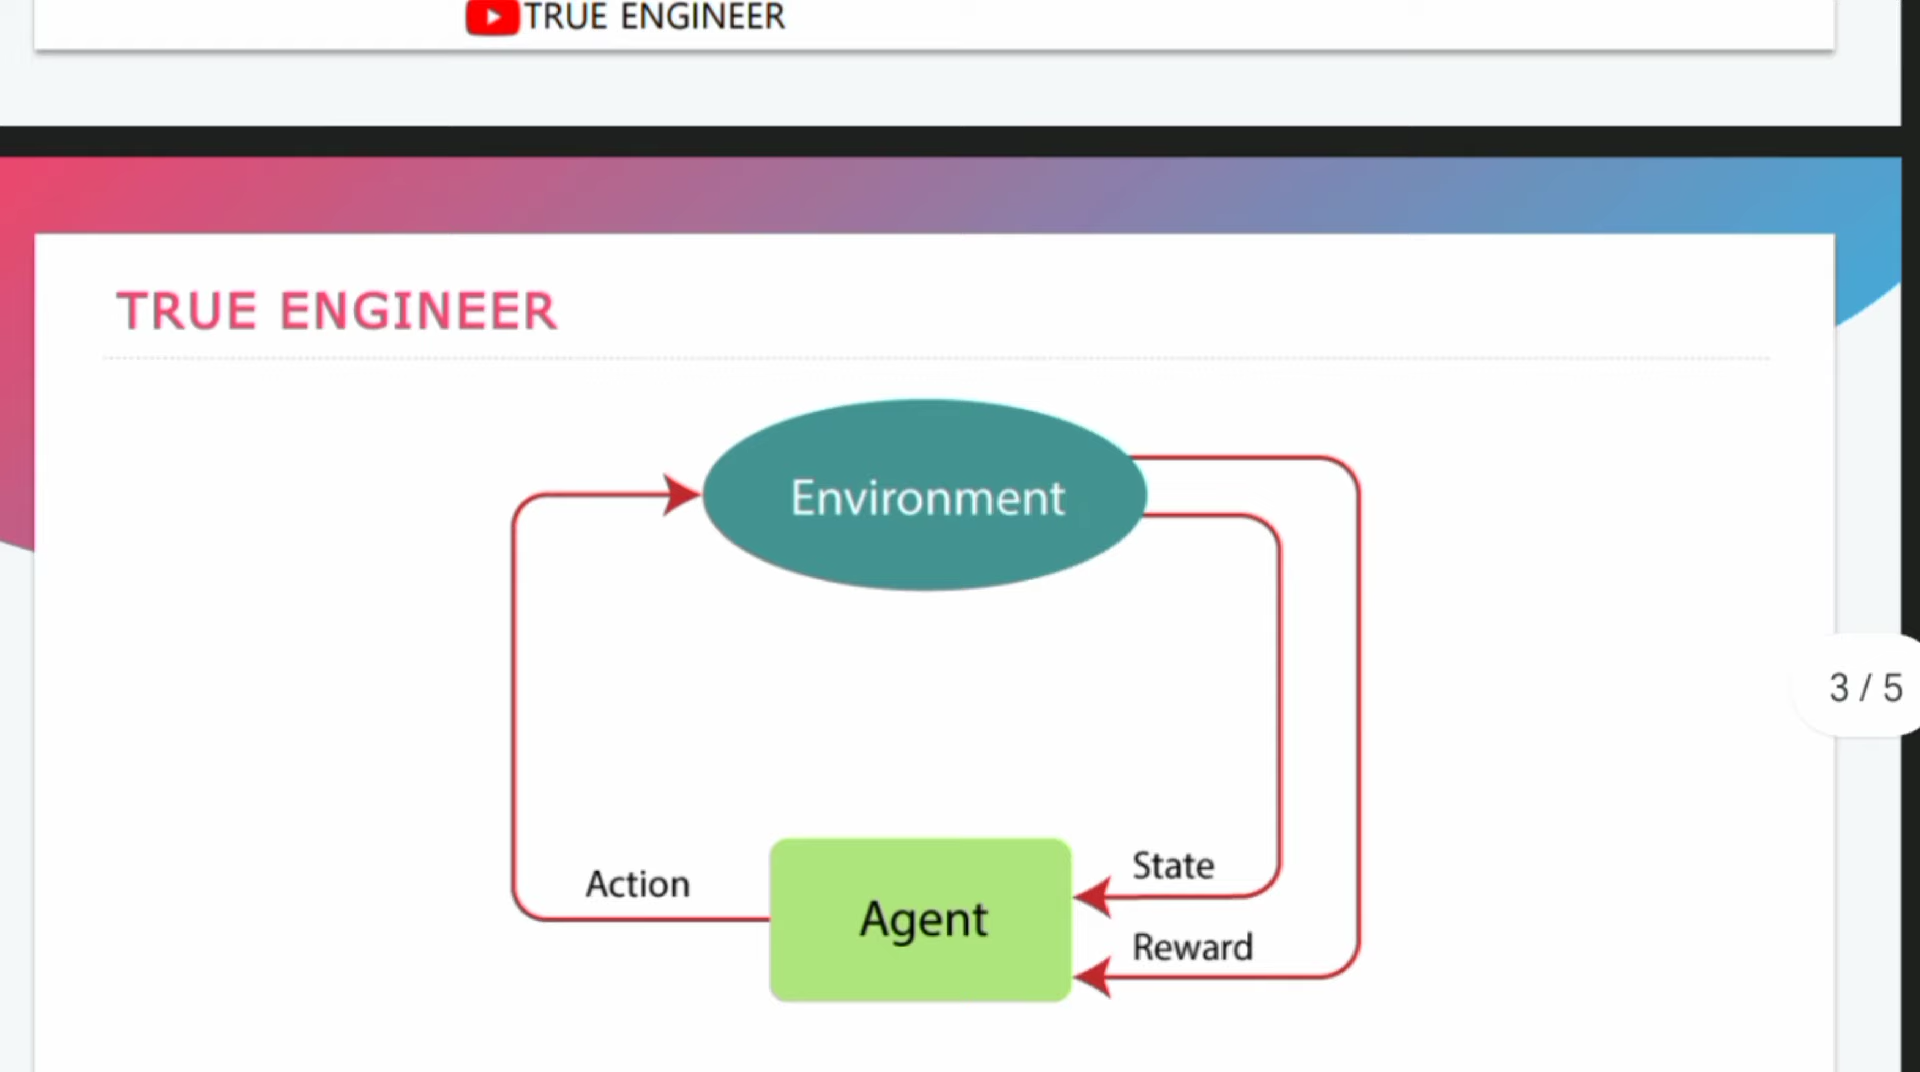 TRUE ENGINEER
TRUE ENGINEER
Environment
3 / 5
State
Action
Agent
Reward